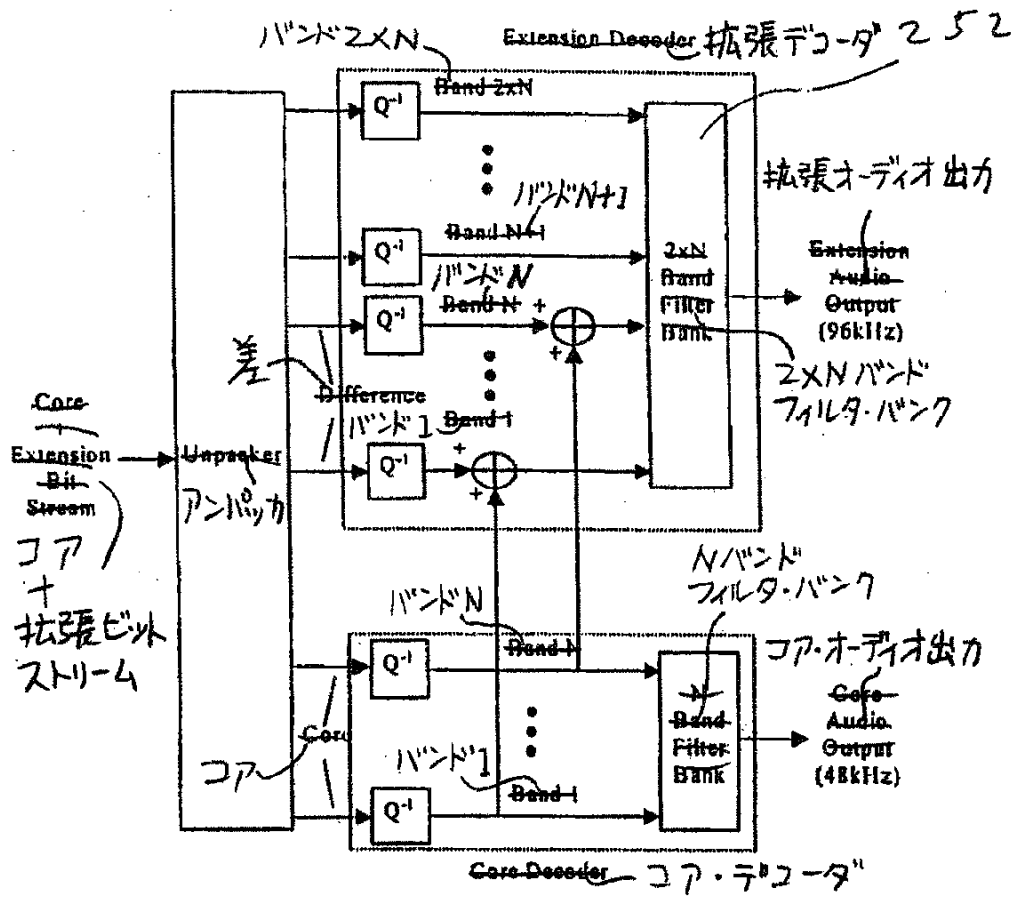 バンド2×N
Extension Decoder 拡張デコーダ 252
Q⁻¹
Band 2xN
バンドN+1
Band N+1
Q⁻¹
バンドN
Band N
Q⁻¹
+
+
差
Difference
バンド1
Band 1
Q⁻¹
+
+
2xN
Band
Filter
Bank
拡張オーディオ出力
Extension
Audio
Output
(96kHz)
2×Nバンド
フィルタ・バンク
Core
+
Extension
Bit
Stream
コア
+
拡張ビット
ストリーム
Unpacker
アンパッカ
Nバンド
フィルタ・バンク
バンドN
Band N
Q⁻¹
Core
コア
バンド1
Band 1
Q⁻¹
N
Band
Filter
Bank
コア・オーディオ出力
Core
Audio
Output
(48kHz)
Core Decoder コア・デコーダ